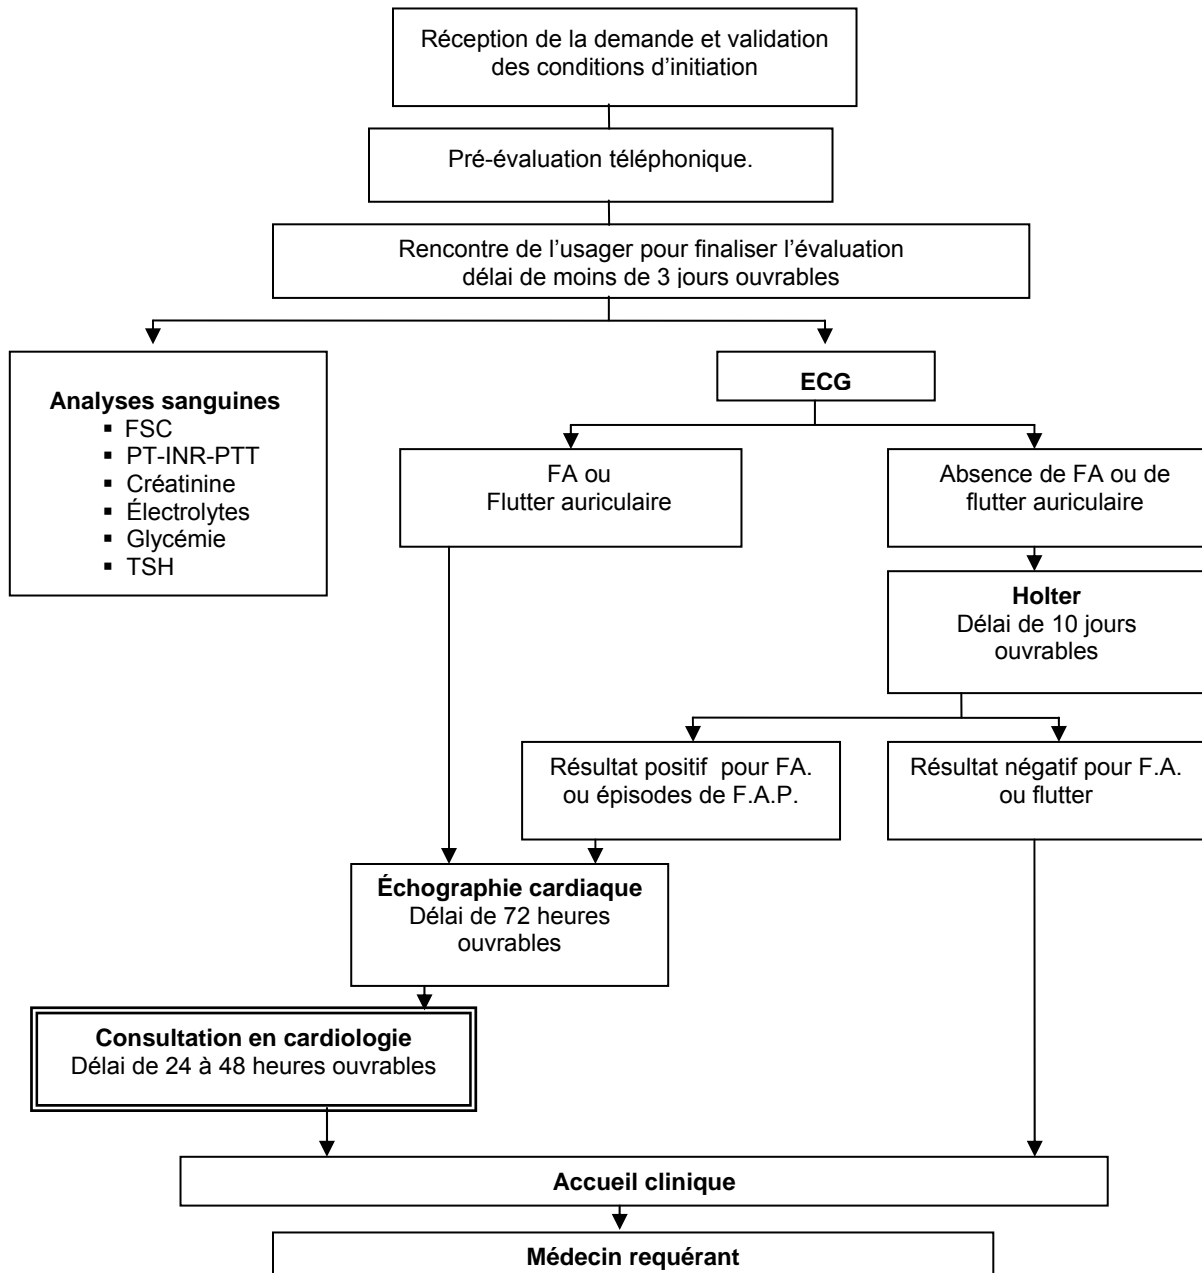 Réception de la demande et validation
des conditions d'initiation
Pré-évaluation téléphonique.
Rencontre de l'usager pour finaliser l'évaluation
délai de moins de 3 jours ouvrables
Analyses sanguines
▪ FSC
▪ PT-INR-PTT
▪ Créatinine
▪ Électrolytes
▪ Glycémie
▪ TSH
ECG
FA ou
Flutter auriculaire
Absence de FA ou de
flutter auriculaire
Holter
Délai de 10 jours
ouvrables
Résultat positif pour FA.
ou épisodes de F.A.P.
Résultat négatif pour F.A.
ou flutter
Échographie cardiaque
Délai de 72 heures
ouvrables
Consultation en cardiologie
Délai de 24 à 48 heures ouvrables
Accueil clinique
Médecin requérant